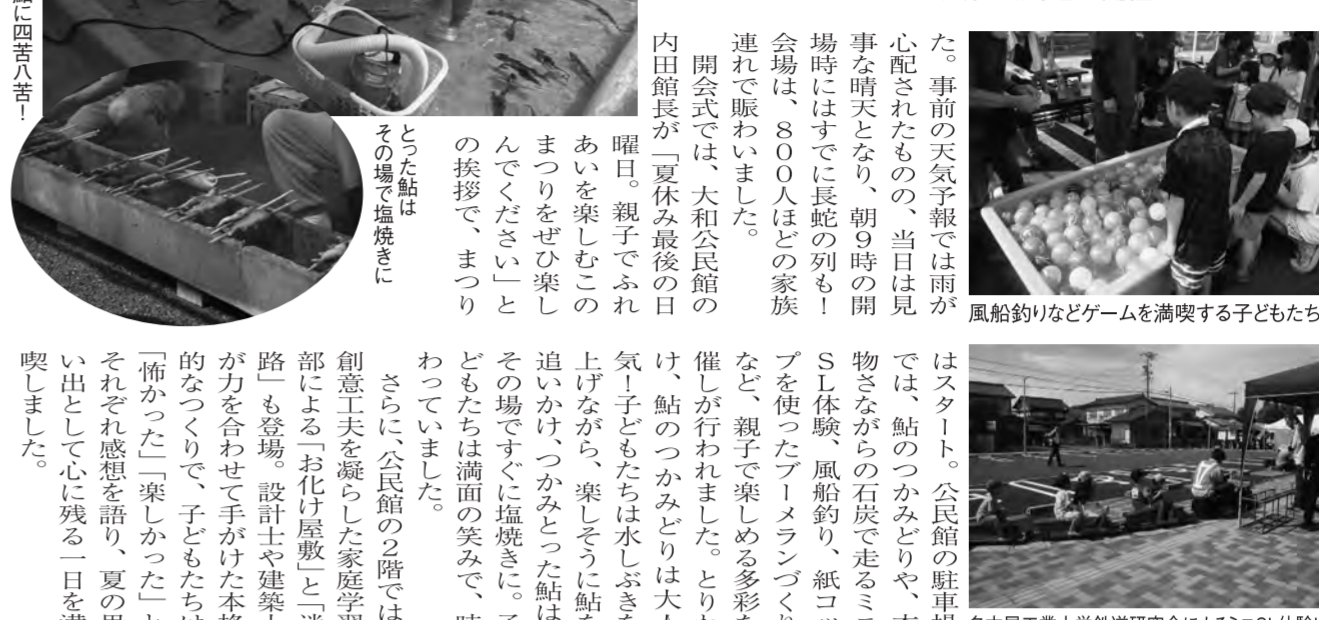 た。事前の天気予報では雨が
心配されたものの、当日は見
事な晴天となり、朝9時の開
場時にはすでに長蛇の列も!
会場は、800人ほどの家族
連れで賑わいました。
開会式では、大和公民館の
内田館長が「夏休み最後の日
曜日。親子でふれ
あいを楽しむこの
まつりをぜひ楽し
んでください」と
の挨拶で、まつり
とった鮎は
その場で塩焼きに
に四苦八苦!
風船釣りなどゲームを満喫する子どもたち
はスタート。公民館の駐車場
では、鮎のつかみどりや、
物さながらの石炭で走るミニ
SL体験、風船釣り、紙コッ
プを使ったブーメランづくり
など、親子で楽しめる多彩な
催しが行われました。とりわ
け、鮎のつかみどりは大人
気!子どもたちは水しぶきを
上げながら、楽しそうに鮎を
追いかけ、つかみとった鮎は
その場ですぐに塩焼きに。子
どもたちは満面の笑みで、
わっていました。
さらに、公民館の2階では
創意工夫を凝らした家庭学習
部による「お化け屋敷」と「迷
路」も登場。設計士や建築
が力を合わせて手がけた本格
的なつくりで、子どもたちは
「怖かった」「楽しかった」と
それぞれ感想を語り、夏の思
い出として心に残る一日を満
喫しました。